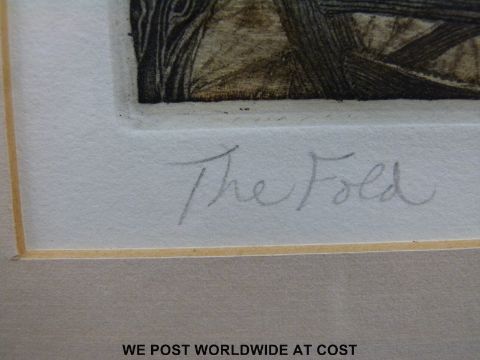 The Fold
WE POST WORLDWIDE AT COST